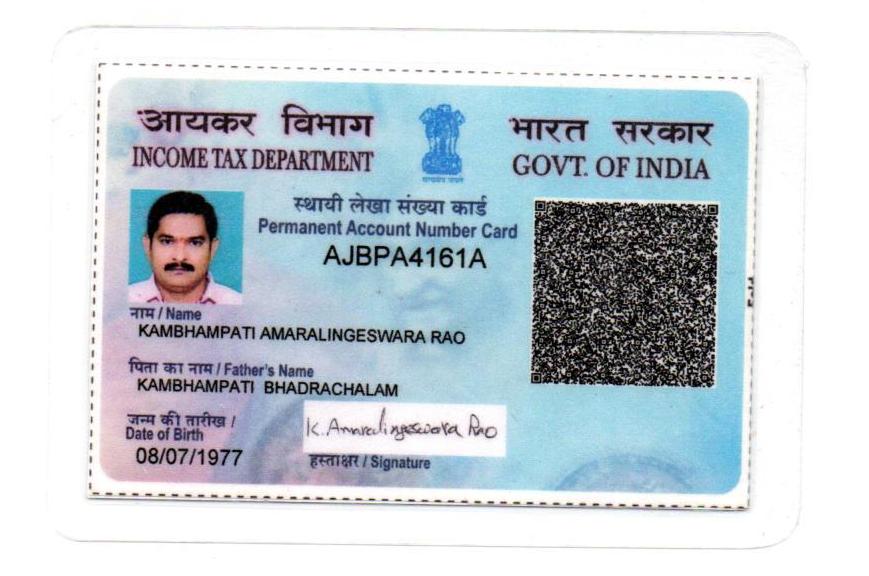 आयकर विभाग
INCOME TAX DEPARTMENT
भारत सरकार
GOVT. OF INDIA
सत्यमेव जयते
स्थायी लेखा संख्या कार्ड
Permanent Account Number Card
AJBPA4161A
नाम / Name
KAMBHAMPATI AMARALINGESWARA RAO
पिता का नाम / Father's Name
KAMBHAMPATI BHADRACHALAM
जन्म की तारीख /
Date of Birth
08/07/1977
K. Amaralingeswara Rao
हस्ताक्षर / Signature